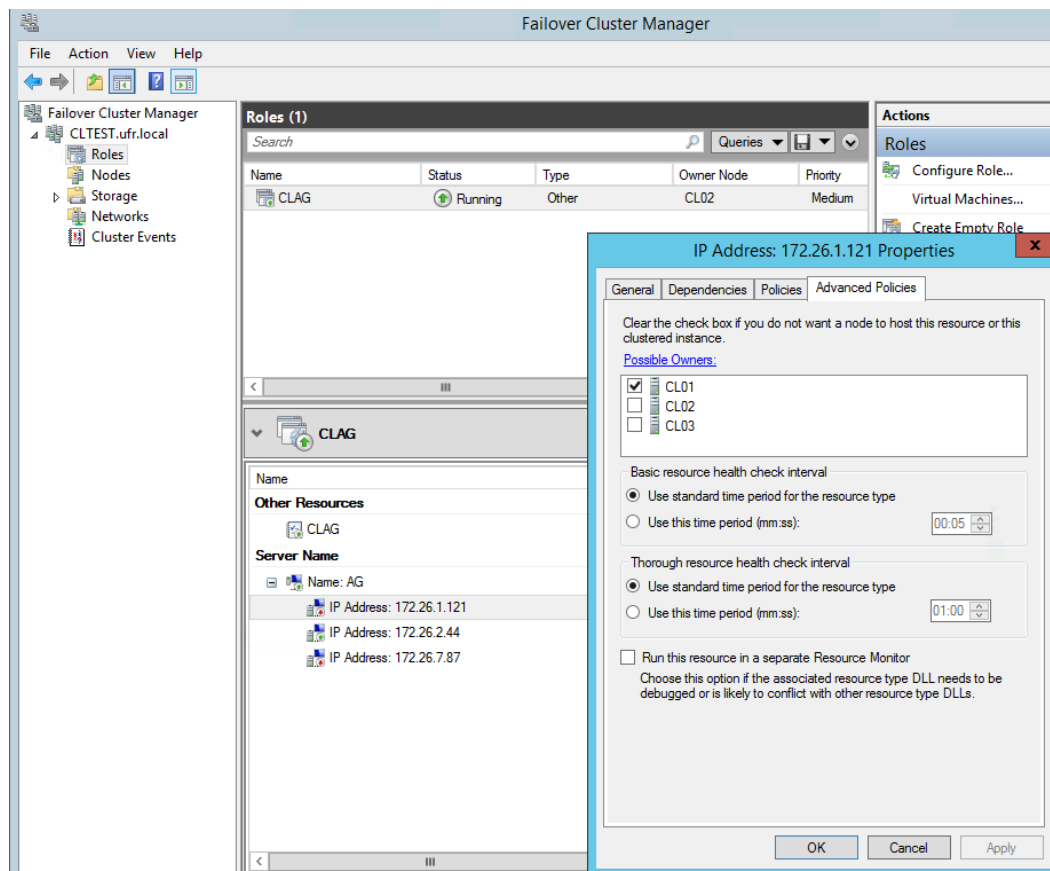 Failover Cluster Manager
File Action View Help
Failover Cluster Manager
CLTEST.ufr.local
Roles
Nodes
Storage
Networks
Cluster Events
Roles (1)
Search
Queries
Name Status Type Owner Node Priority
CLAG Running Other CL02 Medium
Actions
Roles
Configure Role...
Virtual Machines...
Create Empty Role
CLAG
Name
Other Resources
CLAG
Server Name
Name: AG
IP Address: 172.26.1.121
IP Address: 172.26.2.44
IP Address: 172.26.7.87
IP Address: 172.26.1.121 Properties
x
General Dependencies Policies Advanced Policies
Clear the check box if you do not want a node to host this resource or this
clustered instance.
Possible Owners:
CL01
CL02
CL03
Basic resource health check interval
Use standard time period for the resource type
Use this time period (mm:ss): 00:05
Thorough resource health check interval
Use standard time period for the resource type
Use this time period (mm:ss): 01:00
Run this resource in a separate Resource Monitor
Choose this option if the associated resource type DLL needs to be
debugged or is likely to conflict with other resource type DLLs.
OK Cancel Apply